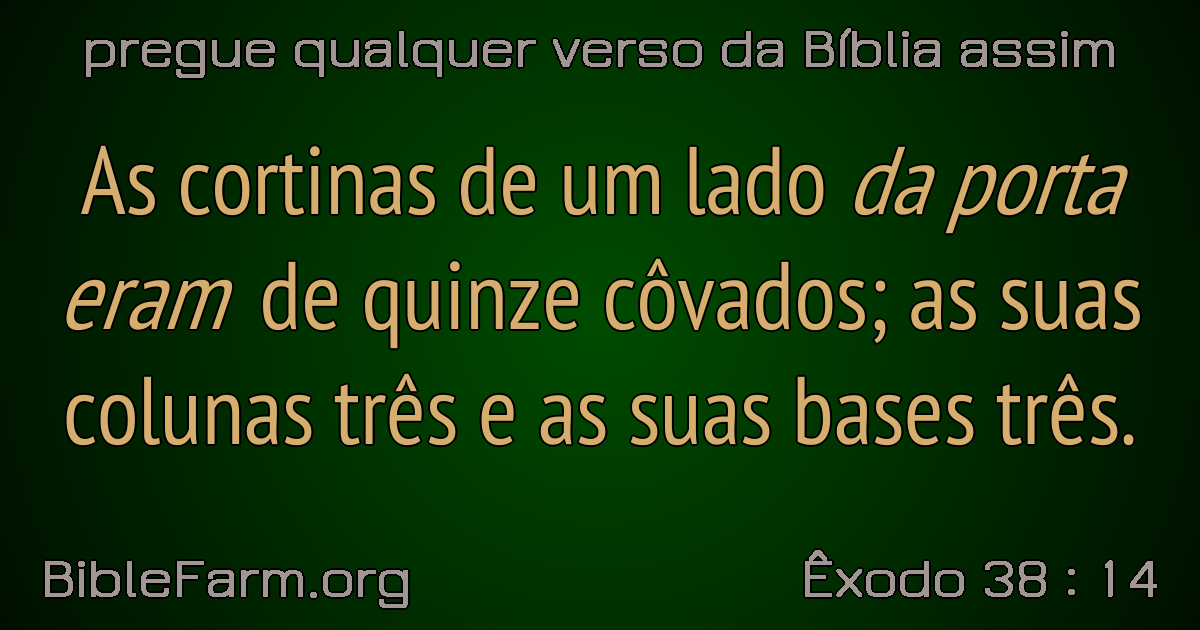 pregue qualquer verso da Bíblia assim
As cortinas de um lado da porta
eram de quinze côvados; as suas
colunas três e as suas bases três.
BibleFarm.org
Êxodo 38 : 14